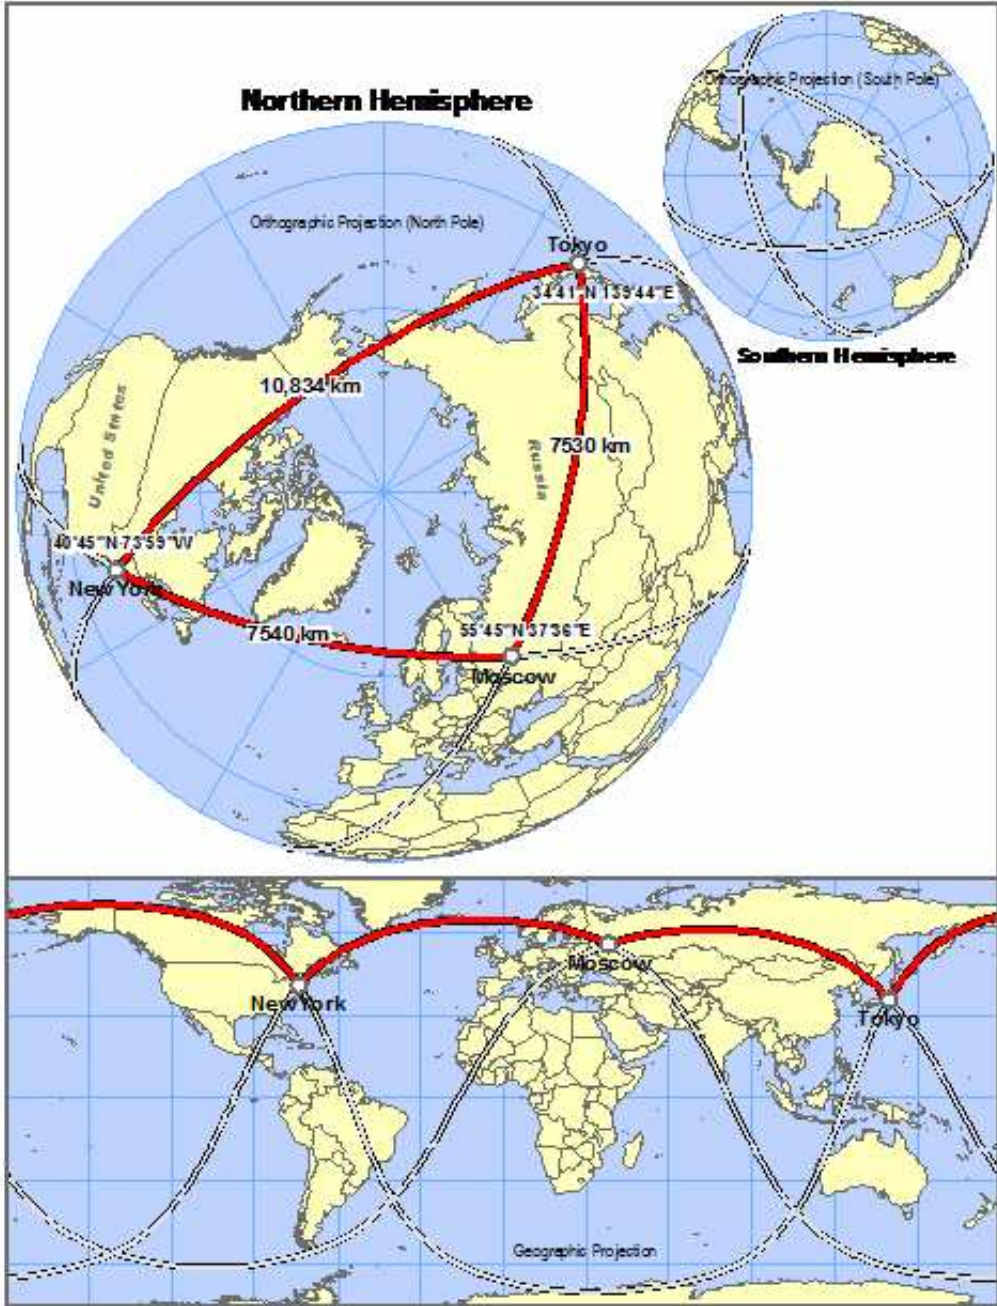 Orthographic Projection (South Pole)
Northern Hemisphere
Orthographic Projection (North Pole)
Tokyo
34'41"N 139'44"E
Southern Hemisphere
10,834 km
United States
7530 km
Russia
40'45"N 73'59"W
New York
7540 km
55'45"N 37'36"E
Moscow
Moscow
New York
Tokyo
Geographic Projection